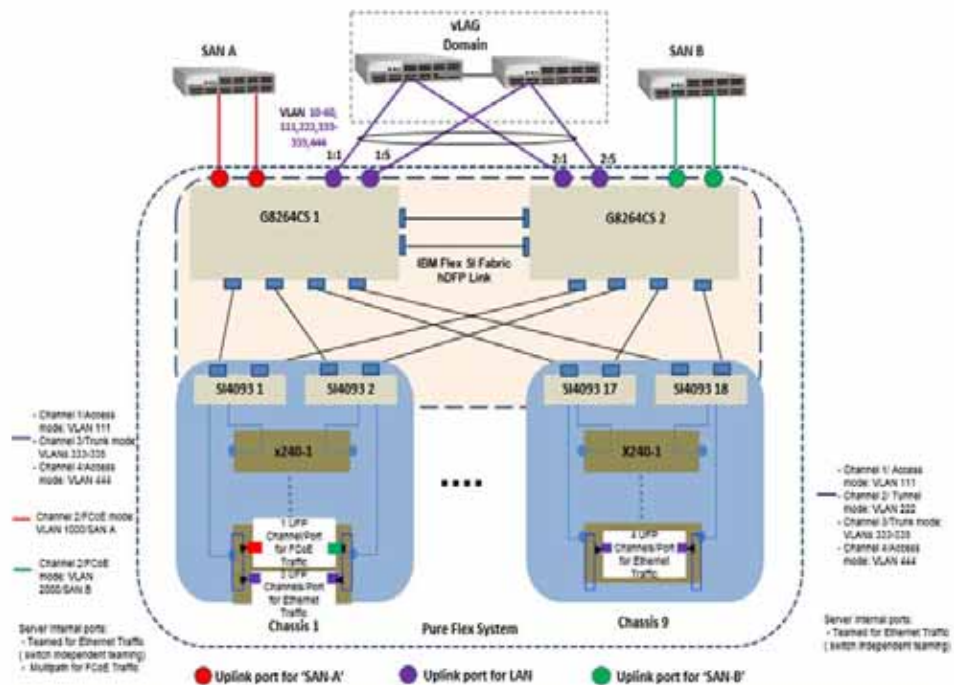 vLAG
Domain
SAN A
SAN B
VLAN 10-60,
111,222,333-
335,444
1:1
1:5
2:1
2:5
G8264CS 1
G8264CS 2
IBM Flex SI Fabric
hDFP Link
SI4093 1
SI4093 2
SI4093 17
SI4093 18
- Channel 1/Access
mode: VLAN 111
- Channel 3/Trunk mode:
VLANs 333-335
- Channel 4/Access
mode: VLAN 444
x240-1
X240-1
- Channel 1/ Access
mode: VLAN 111
- Channel 2/ Tunnel
mode: VLAN 222
- Channel 3/Trunk mode:
VLANs 333-335
- Channel 4/Access
mode: VLAN 444
Channel 2/FCoE mode:
VLAN 1000/SAN A
Channel 2/FCoE
mode: VLAN
2000/SAN B
1 UFP
Channel/Port
for FCoE
Traffic
3 UFP
Channels/Port
for Ethernet
Traffic
4 UFP
Channels/Port
for Ethernet
Traffic
Chassis 1
Pure Flex System
Chassis 9
Server Internal ports:
- Teamed for Ethernet Traffic
( switch independent teaming)
- Multipath for FCoE Traffic
Server Internal ports:
- Teamed for Ethernet Traffic
( switch independent teaming)
Uplink port for 'SAN-A'
Uplink port for LAN
Uplink port for 'SAN-B'